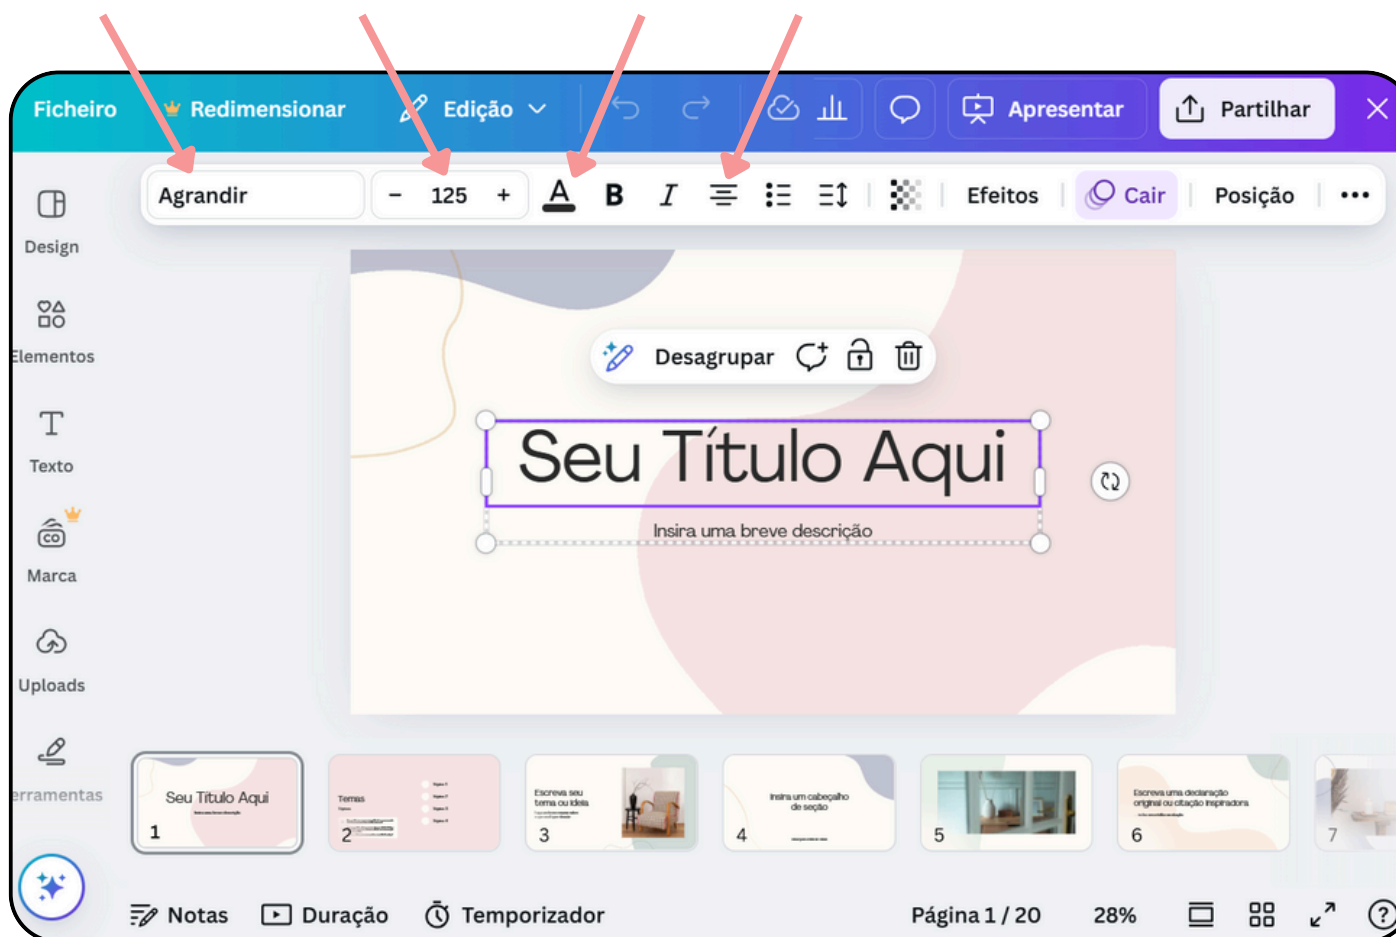 Ficheiro
Redimensionar
Edição
Apresentar
Partilhar
Agrandir
– 125 +
A
B
I
Efeitos
Cair
Posição
Design
Elementos
Texto
CO
Marca
Uploads
erramentas
Desagrupar
Seu Título Aqui
Insira uma breve descrição
Seu Título Aqui
1
Temas
2
Escreva seu
tema ou ideia
3
Insira um cabeçalho
de seção
4
5
Escreva uma declaração
original ou citação inspiradora
6
7
Notas
Duração
Temporizador
Página 1 / 20
28%
?